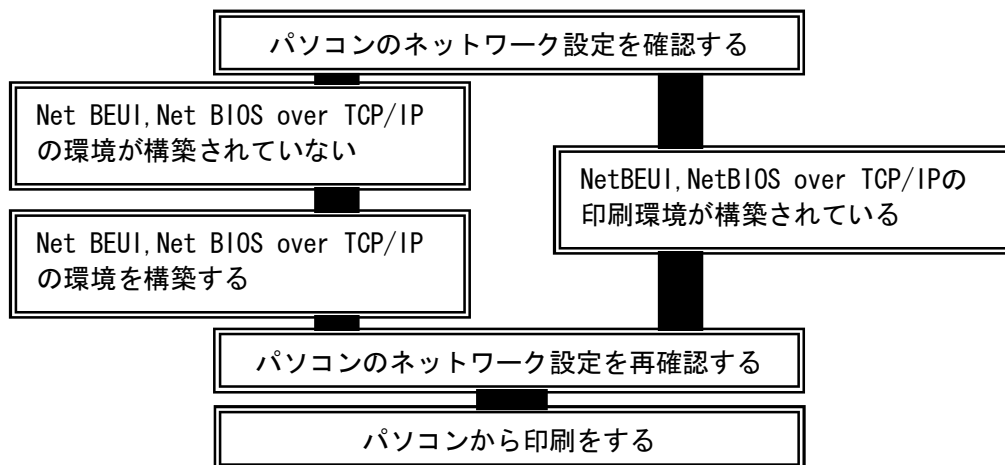 パソコンのネットワーク設定を確認する
Net BEUI,Net BIOS over TCP/IP
の環境が構築されていない
NetBEUI,NetBIOS over TCP/IPの
印刷環境が構築されている
Net BEUI,Net BIOS over TCP/IP
の環境を構築する
パソコンのネットワーク設定を再確認する
パソコンから印刷をする